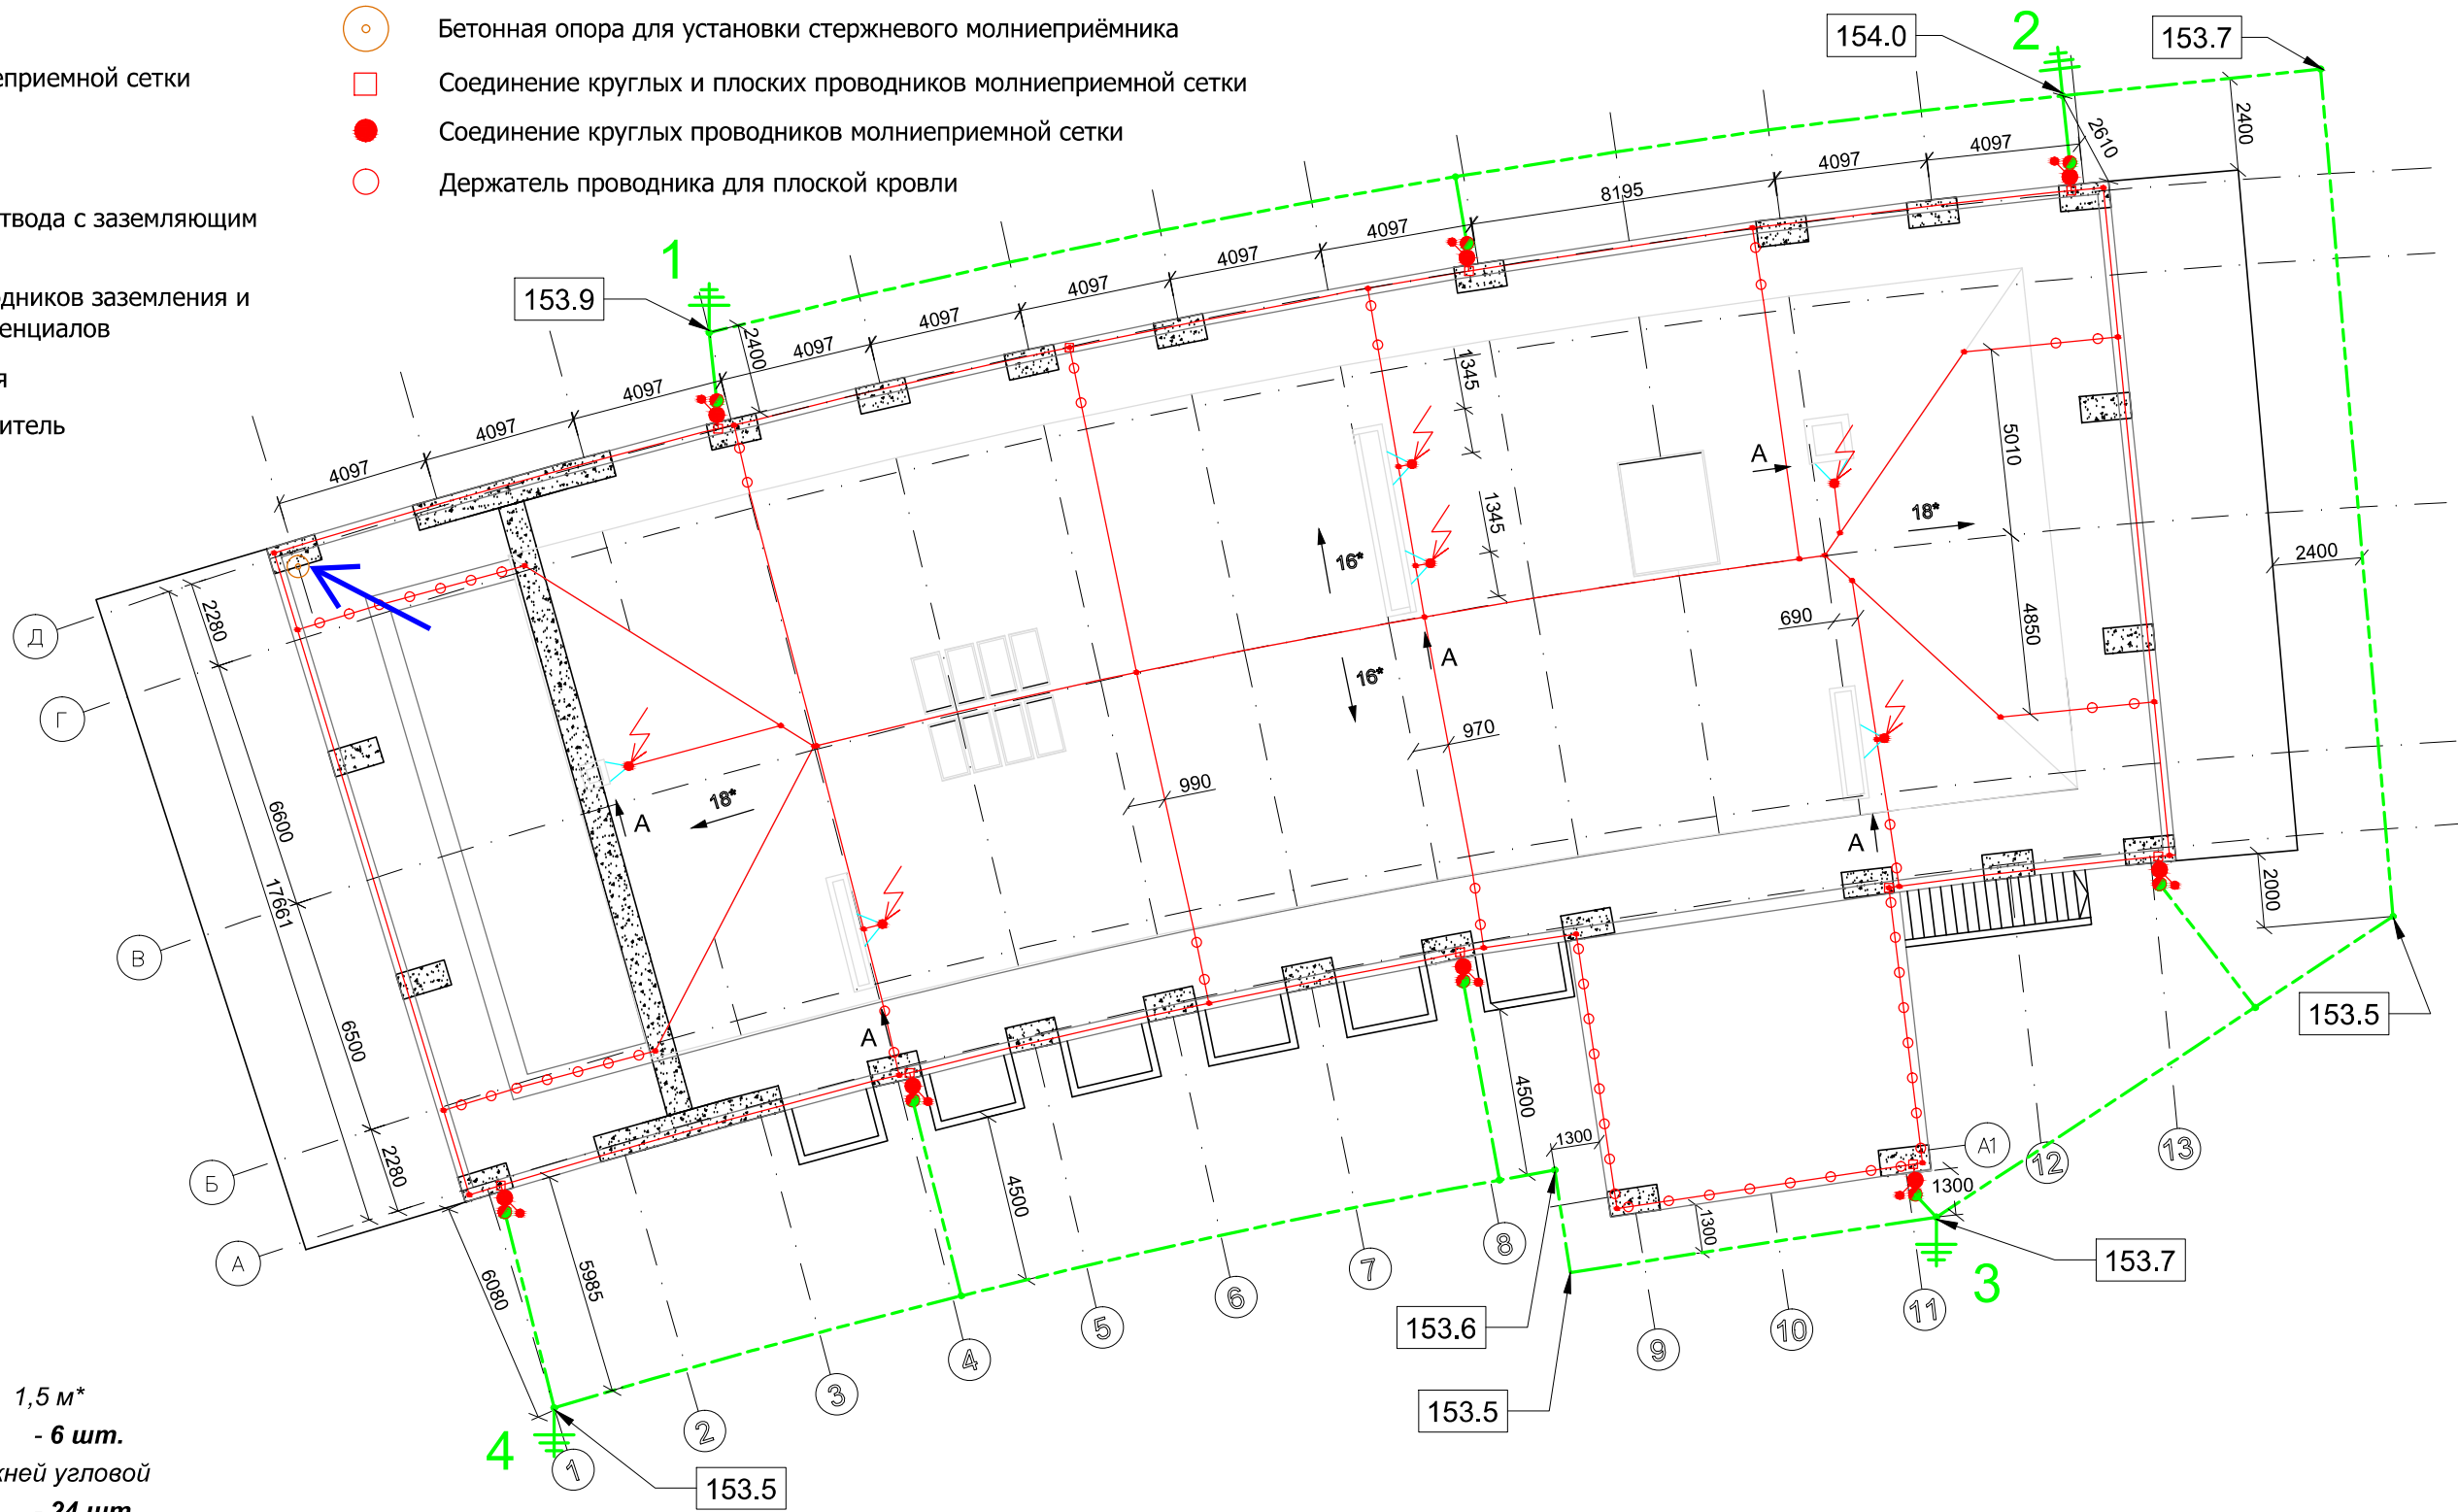 Бетонная опора для установки стержневого молниеприёмника
еприемной сетки
Соединение круглых и плоских проводников молниеприемной сетки
Соединение круглых проводников молниеприемной сетки
Держатель проводника для плоской кровли
твода с заземляющим
одников заземления и
енциалов
я
итель
154.0
2
153.7
2400
2610
4097
4097
8195
4097
4097
4097
4097
4097
4097
4097
4097
1
153.9
2400
1345
1345
5010
4850
2400
690
970
990
А
А
А
А
А
18*
16*
16*
18*
2280
6600
17661
6500
2280
Д
Г
В
Б
А
А1
6080
5985
4500
4500
1300
1300
1300
2000
153.5
153.7
3
153.6
153.5
153.5
4
1
2
3
4
5
6
7
8
9
10
11
12
13
1,5 м*
- 6 шт.
жней угловой
- 24 шт.